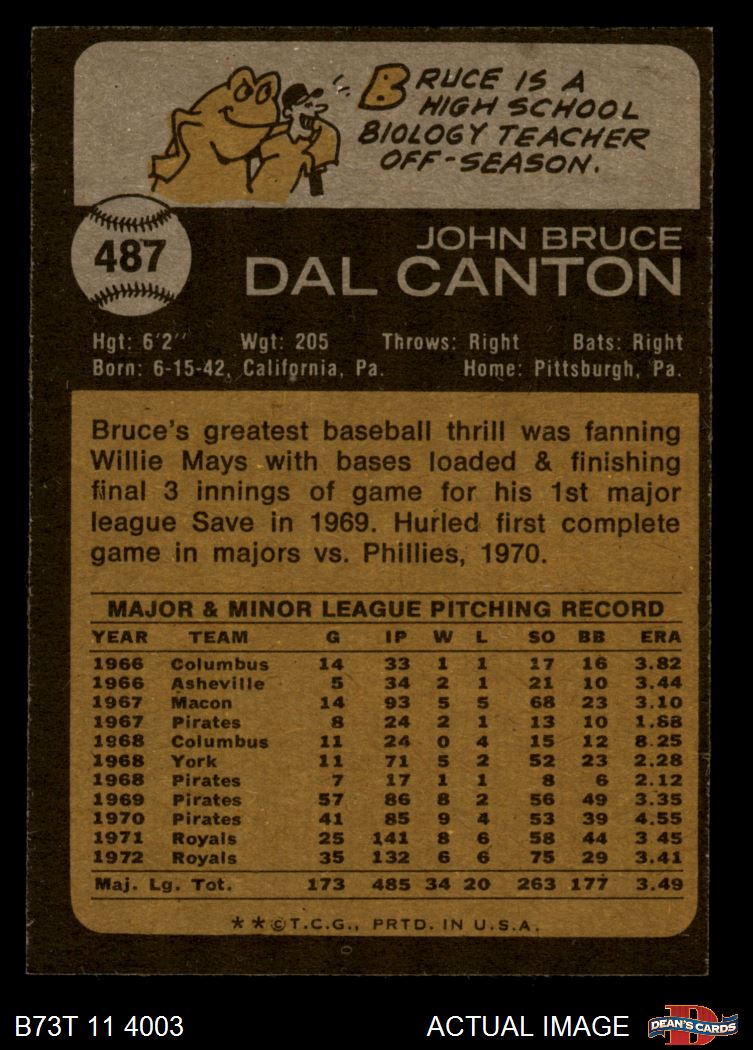 BRUCE IS A
HIGH SCHOOL
BIOLOGY TEACHER
OFF-SEASON.
487
JOHN BRUCE
DAL CANTON
Hgt: 6'2" Wgt: 205 Throws: Right Bats: Right
Born: 6-15-42, California, Pa. Home: Pittsburgh, Pa.
Bruce's greatest baseball thrill was fanning
Willie Mays with bases loaded & finishing
final 3 innings of game for his 1st major
league Save in 1969. Hurled first complete
game in majors vs. Phillies, 1970.
MAJOR & MINOR LEAGUE PITCHING RECORD
YEAR TEAM G IP W L SO BB ERA
1966 Columbus 14 33 1 1 17 16 3.82
1966 Asheville 5 34 2 1 21 10 3.44
1967 Macon 14 93 5 5 68 23 3.10
1967 Pirates 8 24 2 1 13 10 1.88
1968 Columbus 11 24 0 4 15 12 8.25
1968 York 11 71 5 2 52 23 2.28
1968 Pirates 7 17 1 1 8 6 2.12
1969 Pirates 57 86 8 2 56 49 3.35
1970 Pirates 41 85 9 4 53 39 4.55
1971 Royals 25 141 8 6 58 44 3 45
1972 Royals 35 132 6 6 75 29 3.41
Maj. Lg. Tot. 173 485 34 20 263 177 3.49
**©T.C.G., PRTD. IN U.S.A.
B73T 11 4003 ACTUAL IMAGE DEAN'S CARDS